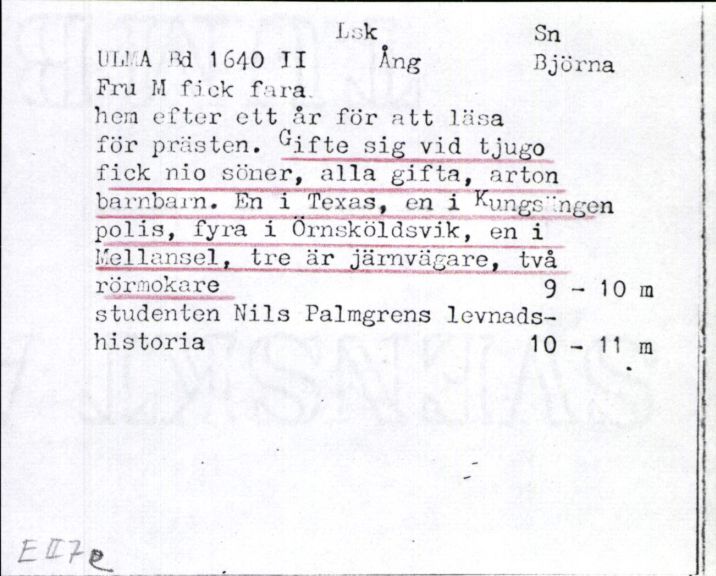 Lsk Sn
ULMA Bd 1640 II Ång Björna
Fru M fick fara
hem efter ett år för att läsa
för prästen. Gifte sig vid tjugo
fick nio söner, alla gifta, arton
barnbarn. En i Texas, en i Kungsängen
polis, fyra i Örnsköldsvik, en i
Mellansel, tre är järnvägare, två
rörmokare 9 - 10 m
studenten Nils Palmgrens levnads-
historia 10 - 11 m
E II 7 e